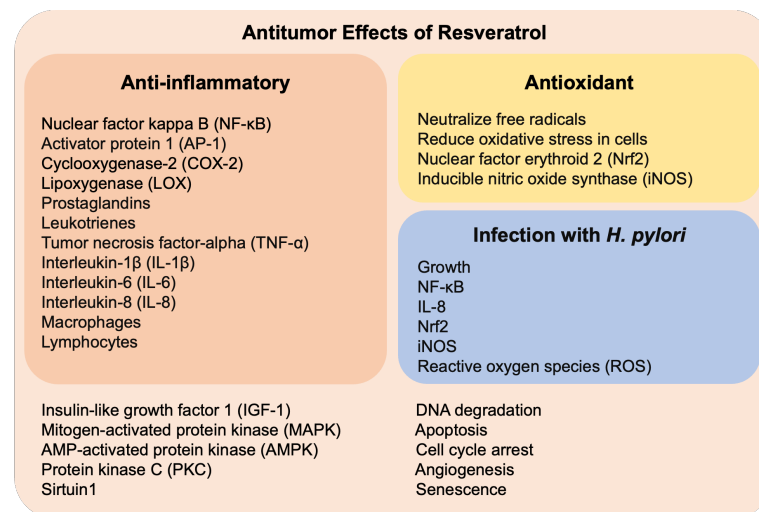 Antitumor Effects of Resveratrol
Anti-inflammatory
Nuclear factor kappa B (NF-κB)
Activator protein 1 (AP-1)
Cyclooxygenase-2 (COX-2)
Lipoxygenase (LOX)
Prostaglandins
Leukotrienes
Tumor necrosis factor-alpha (TNF-α)
Interleukin-1β (IL-1β)
Interleukin-6 (IL-6)
Interleukin-8 (IL-8)
Macrophages
Lymphocytes
Antioxidant
Neutralize free radicals
Reduce oxidative stress in cells
Nuclear factor erythroid 2 (Nrf2)
Inducible nitric oxide synthase (iNOS)
Infection with H. pylori
Growth
NF-κB
IL-8
Nrf2
iNOS
Reactive oxygen species (ROS)
Insulin-like growth factor 1 (IGF-1)
Mitogen-activated protein kinase (MAPK)
AMP-activated protein kinase (AMPK)
Protein kinase C (PKC)
Sirtuin1
DNA degradation
Apoptosis
Cell cycle arrest
Angiogenesis
Senescence